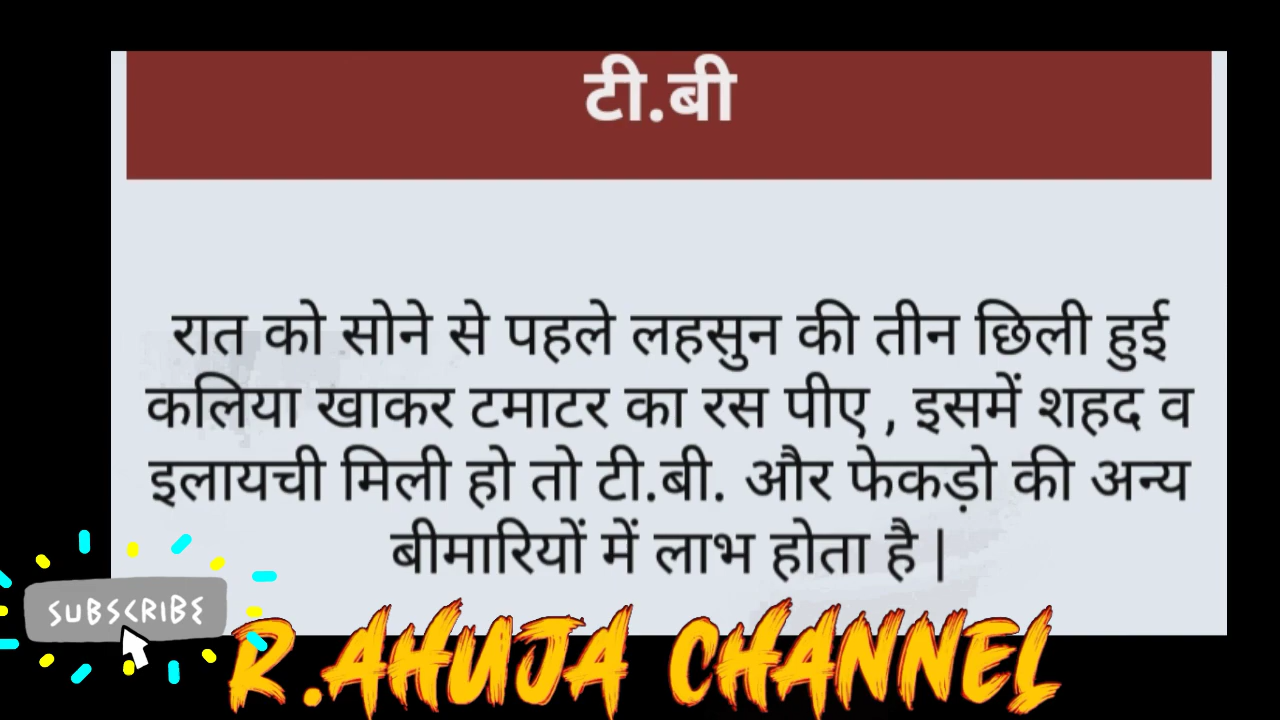 टी.बी
रात को सोने से पहले लहसुन की तीन छिली हुई
कलिया खाकर टमाटर का रस पीए , इसमें शहद व
इलायची मिली हो तो टी.बी. और फेकड़ो की अन्य
बीमारियों में लाभ होता है |
SUBSCRIBE
R.AHUJA CHANNEL